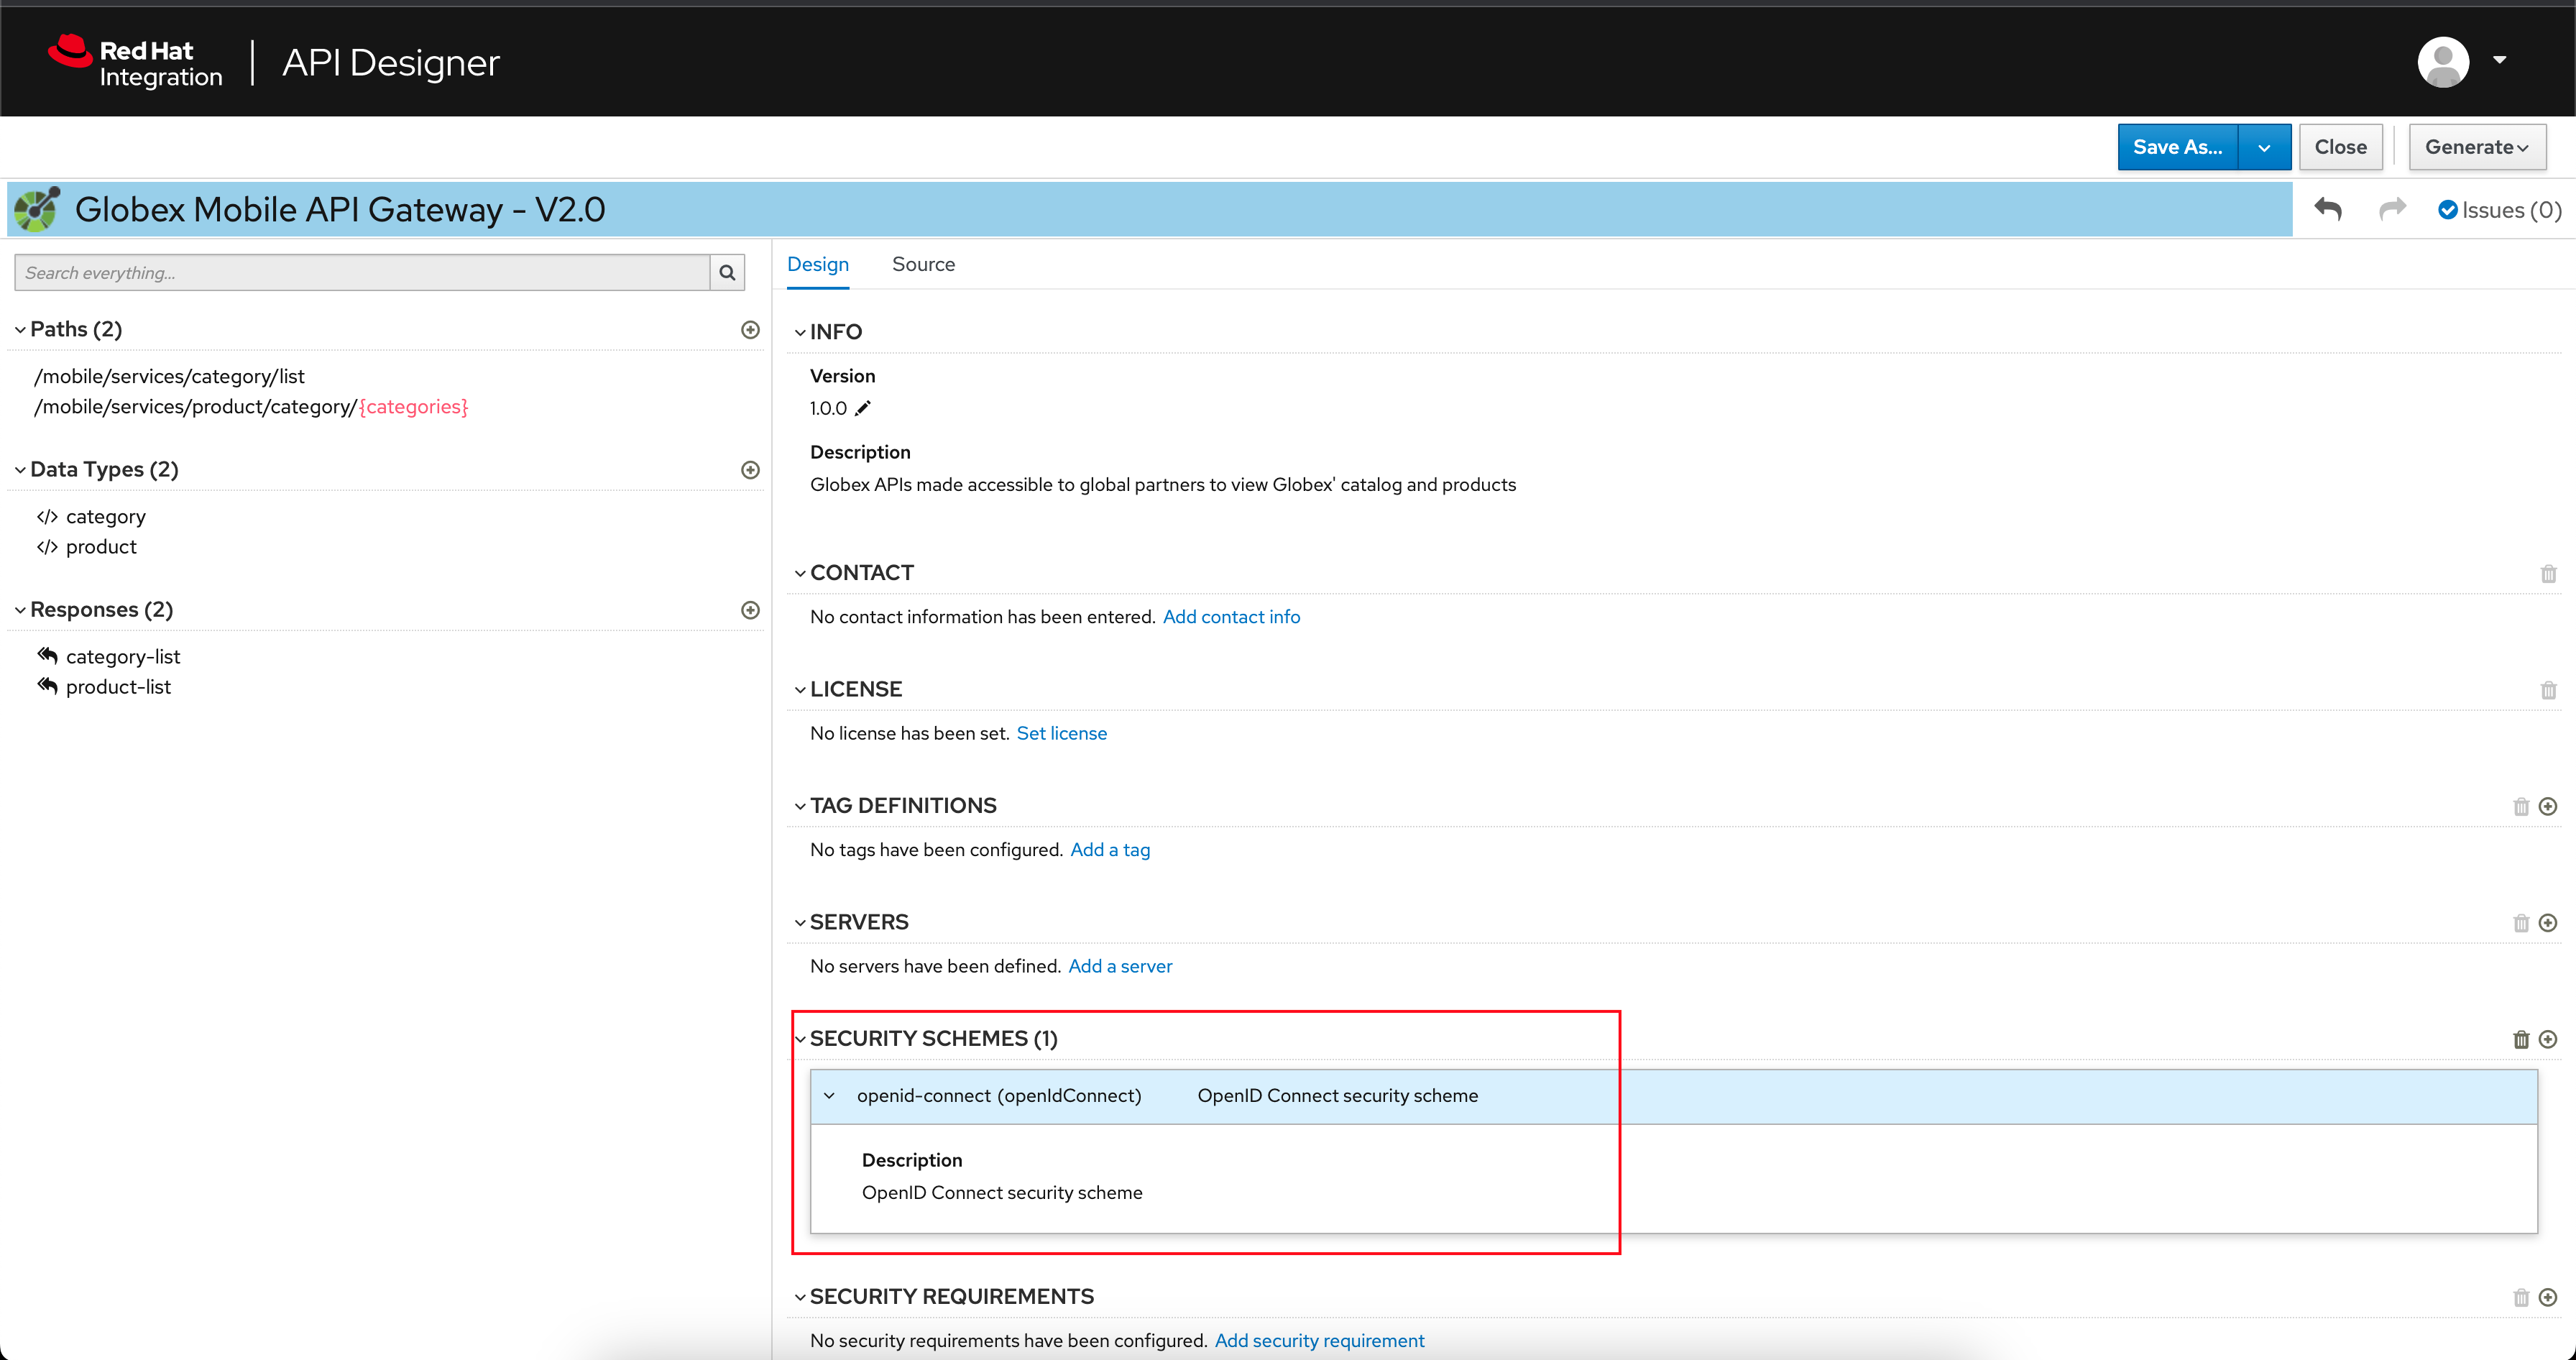 Red Hat
Integration
API Designer
Save As...
Close
Generate
Globex Mobile API Gateway - V2.0
Issues (0)
Search everything...
Paths (2)
/mobile/services/category/list
/mobile/services/product/category/{categories}
Data Types (2)
</> category
</> product
Responses (2)
category-list
product-list
Design
Source
INFO
Version
1.0.0
Description
Globex APIs made accessible to global partners to view Globex' catalog and products
CONTACT
No contact information has been entered. Add contact info
LICENSE
No license has been set. Set license
TAG DEFINITIONS
No tags have been configured. Add a tag
SERVERS
No servers have been defined. Add a server
SECURITY SCHEMES (1)
openid-connect (openIdConnect) OpenID Connect security scheme
Description
OpenID Connect security scheme
SECURITY REQUIREMENTS
No security requirements have been configured. Add security requirement